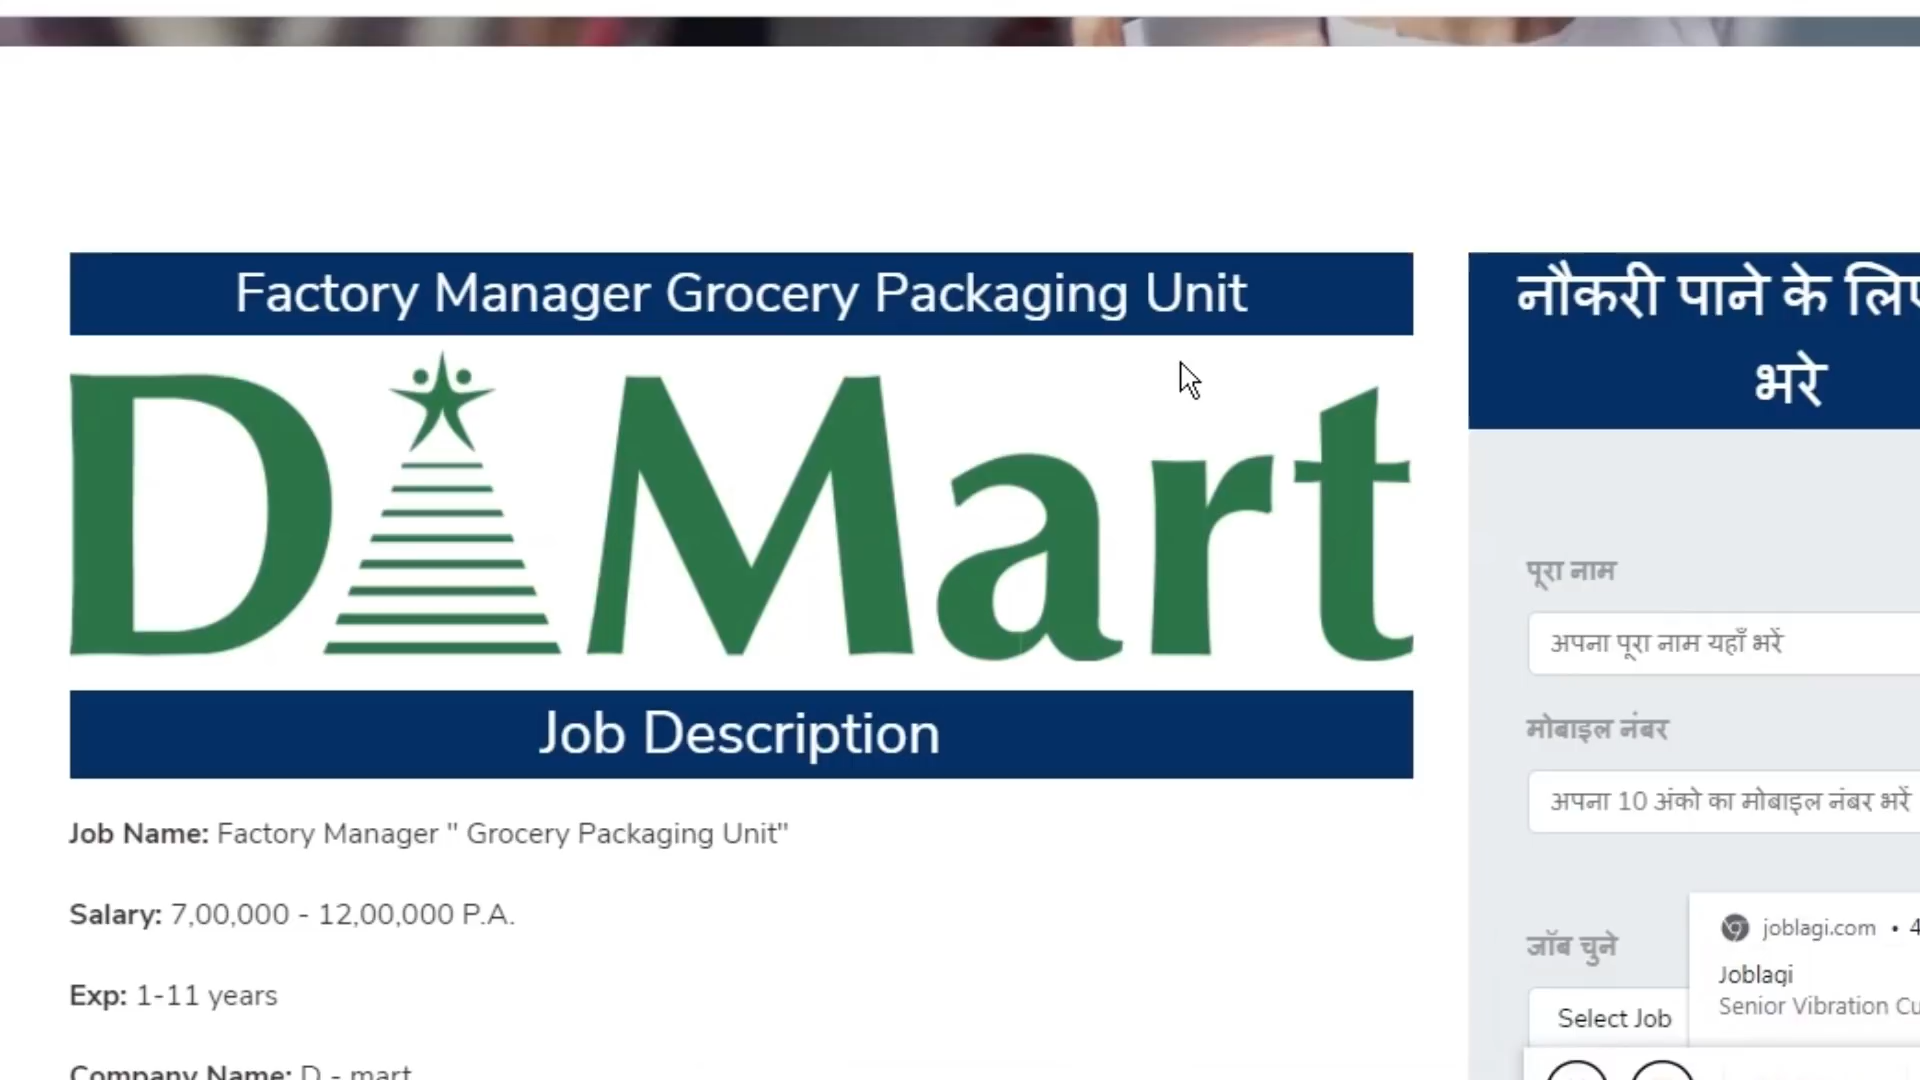 Factory Manager Grocery Packaging Unit
D Mart
Job Description
Job Name: Factory Manager " Grocery Packaging Unit"
Salary: 7,00,000 - 12,00,000 P.A.
Exp: 1-11 years
Company Name: D - mart
नौकरी पाने के
भरे
पूरा नाम
अपना पूरा नाम यहाँ भरें
मोबाइल नंबर
अपना 10 अंको का मोबाइल नंबर भरें
जॉब चुने
Select Job
joblagi.com • 4
Joblagi
Senior Vibration